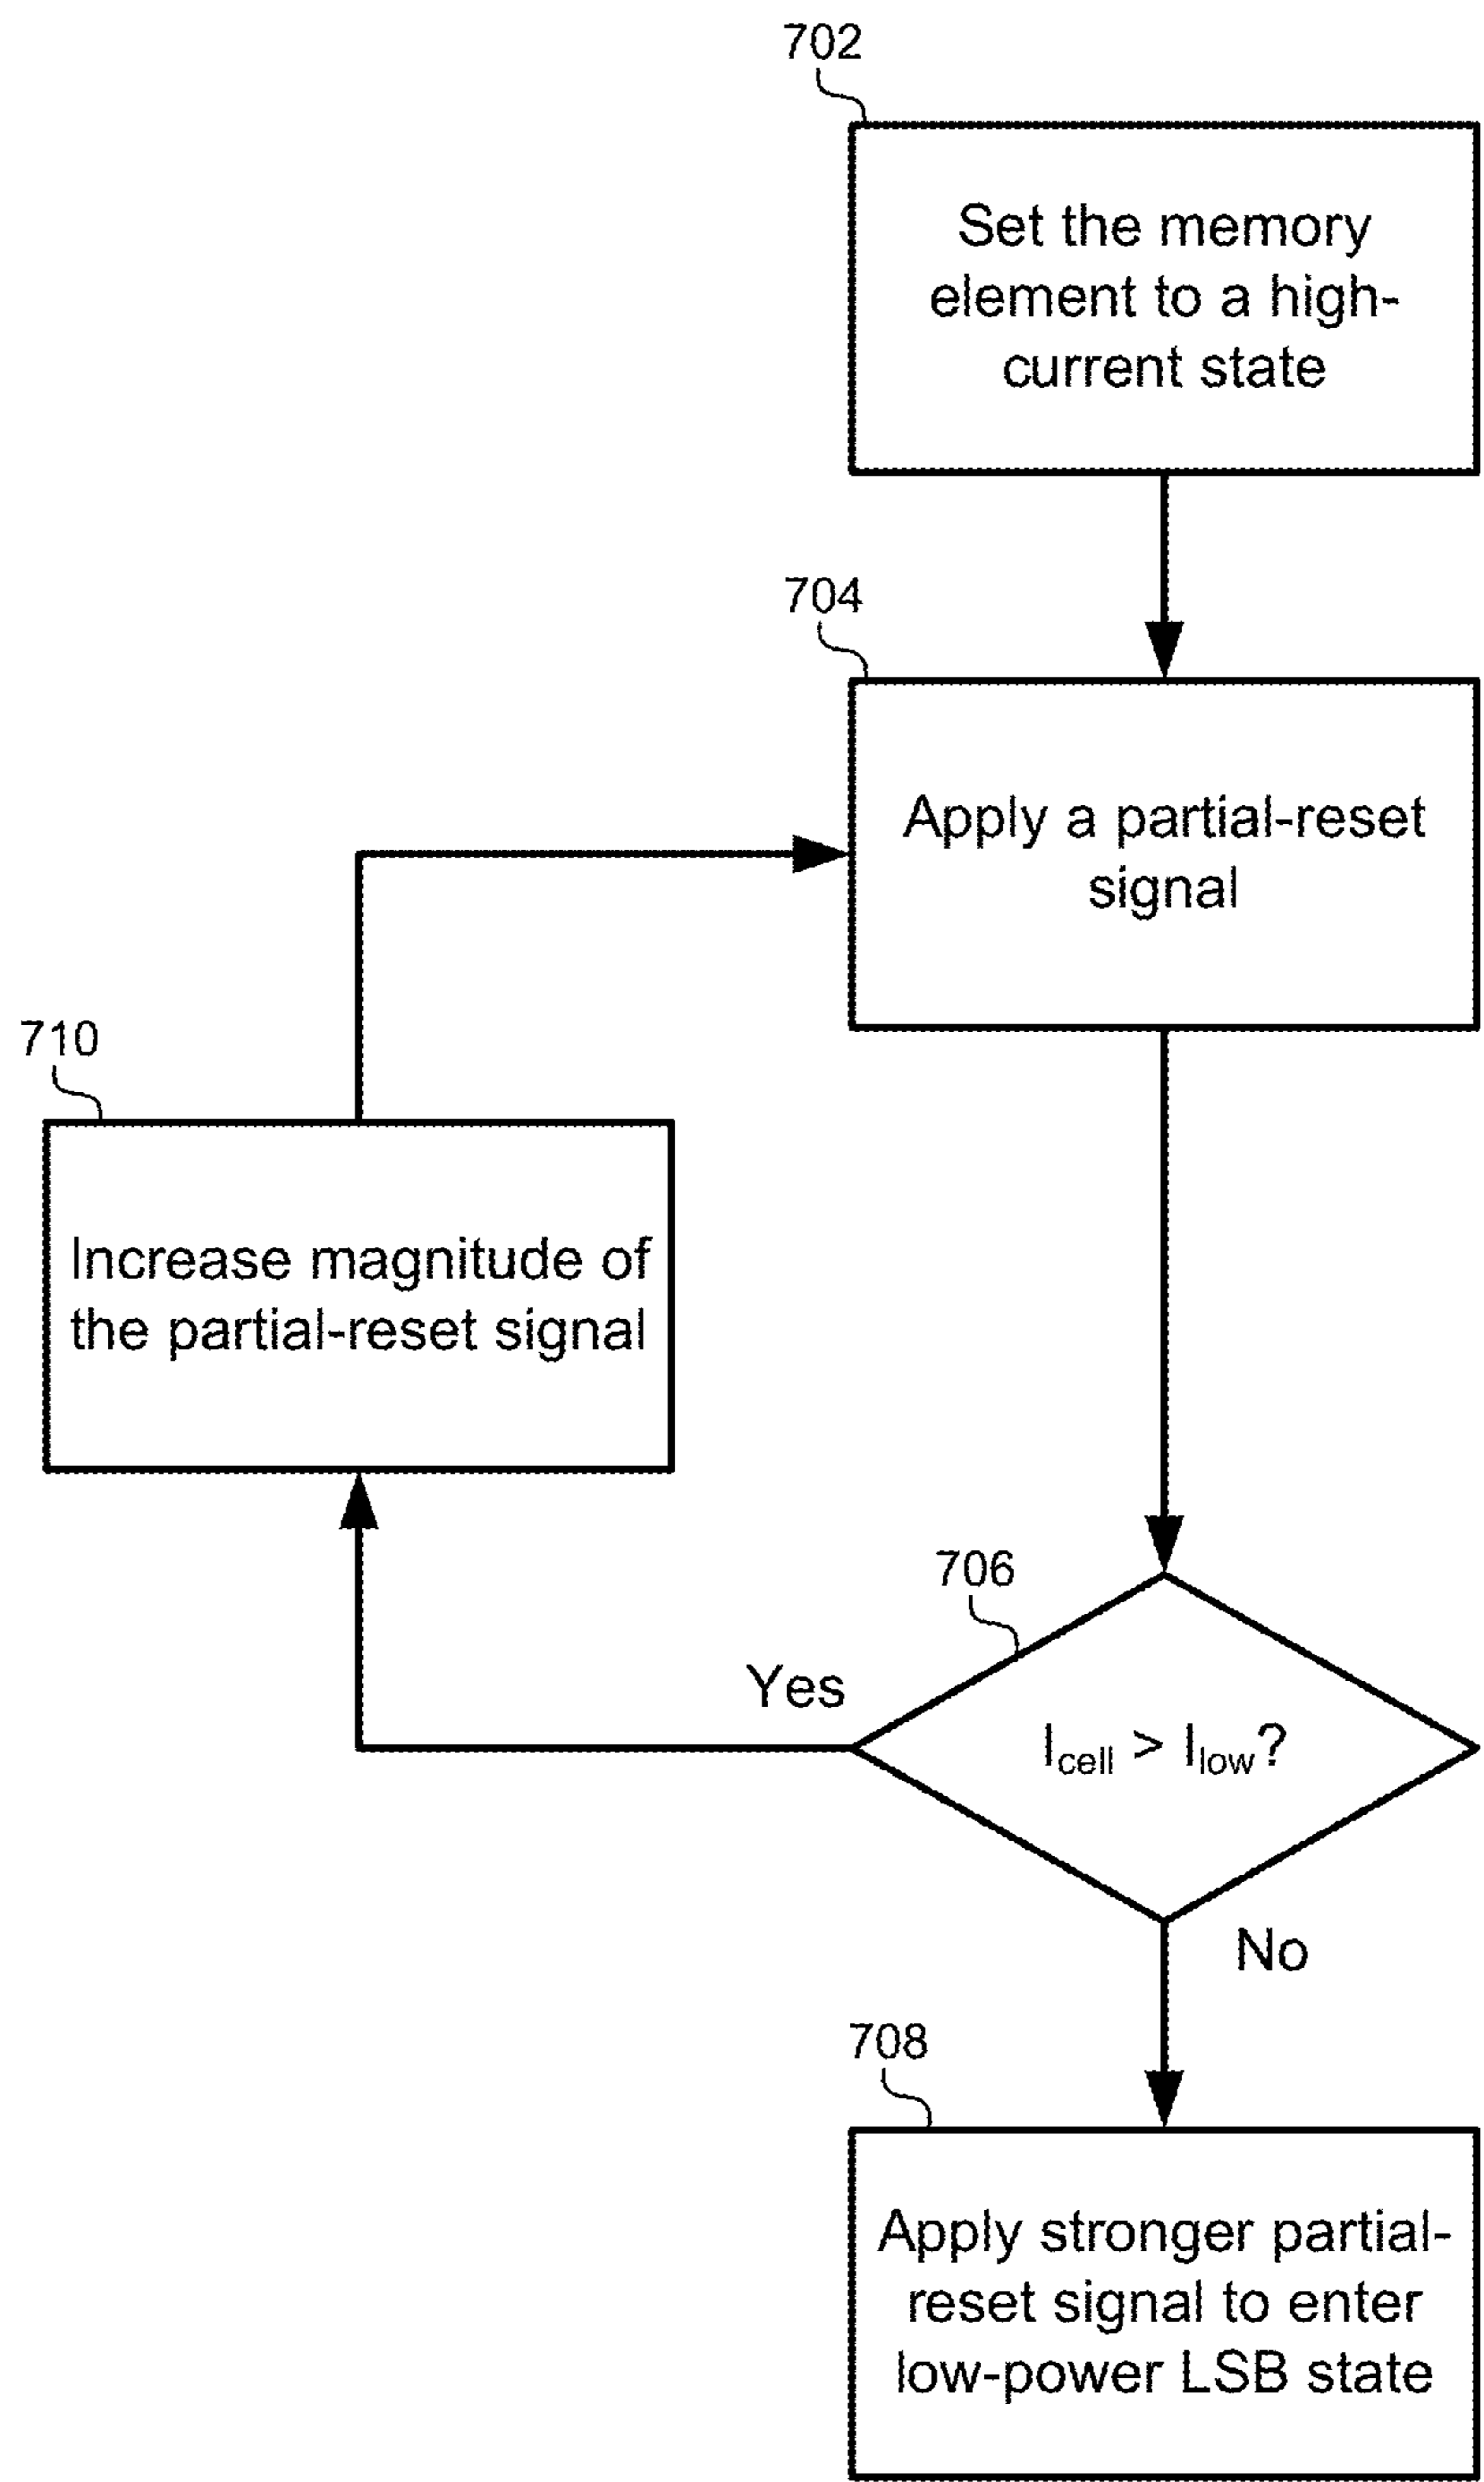 702
Set the memory
element to a high-
current state
704
Apply a partial-reset
signal
710
Increase magnitude of
the partial-reset signal
706
Yes
Icell > Ilow?
No
708
Apply stronger partial-
reset signal to enter
low-power LSB state